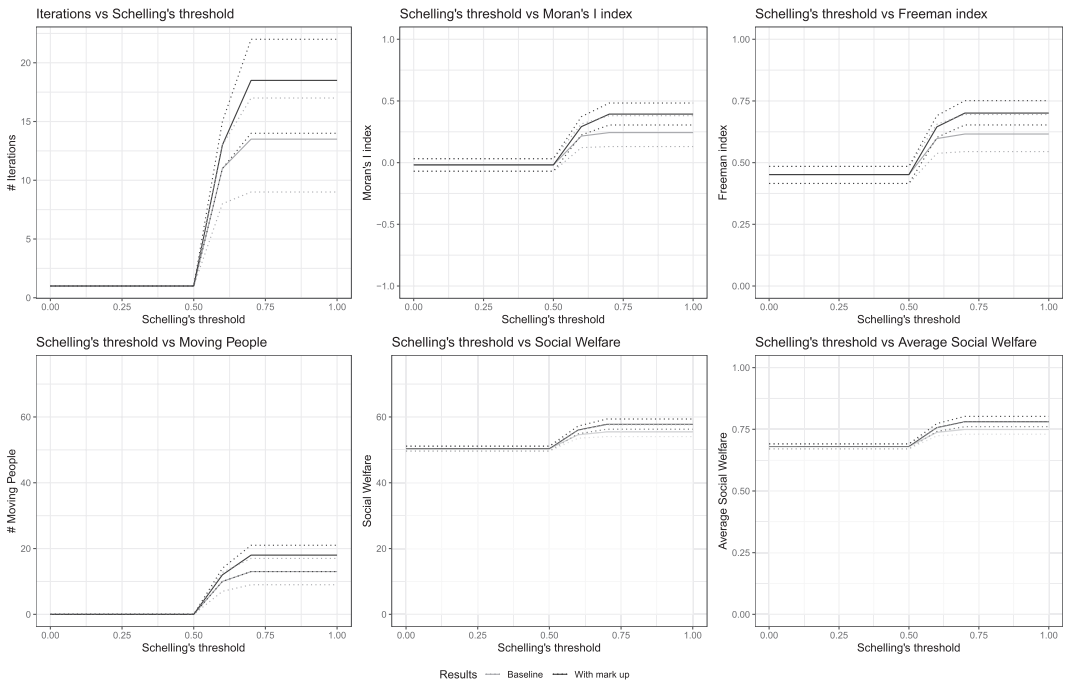 Iterations vs Schelling's threshold
# Iterations
20
15
10
5
0
0.00 0.25 0.50 0.75 1.00
Schelling's threshold
Schelling's threshold vs Moran's I index
Moran's I index
1.0
0.5
0.0
−0.5
−1.0
0.00 0.25 0.50 0.75 1.00
Schelling's threshold
Schelling's threshold vs Freeman index
Freeman index
1.00
0.75
0.50
0.25
0.00
0.00 0.25 0.50 0.75 1.00
Schelling's threshold
Schelling's threshold vs Moving People
# Moving People
60
40
20
0
0.00 0.25 0.50 0.75 1.00
Schelling's threshold
Schelling's threshold vs Social Welfare
Social Welfare
60
40
20
0
0.00 0.25 0.50 0.75 1.00
Schelling's threshold
Schelling's threshold vs Average Social Welfare
Average Social Welfare
1.00
0.75
0.50
0.25
0.00
0.00 0.25 0.50 0.75 1.00
Schelling's threshold
Results Baseline With mark up